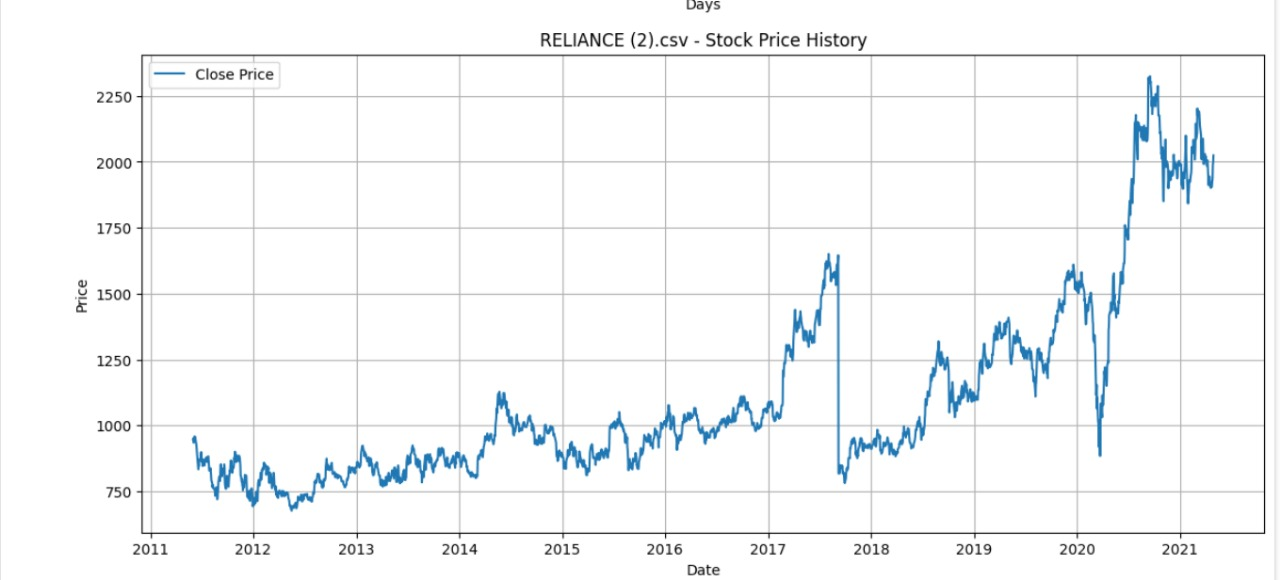 Days
RELIANCE (2).csv - Stock Price History
Close Price
2250
2000
1750
1500
1250
1000
750
Price
2011 2012 2013 2014 2015 2016 2017 2018 2019 2020 2021
Date